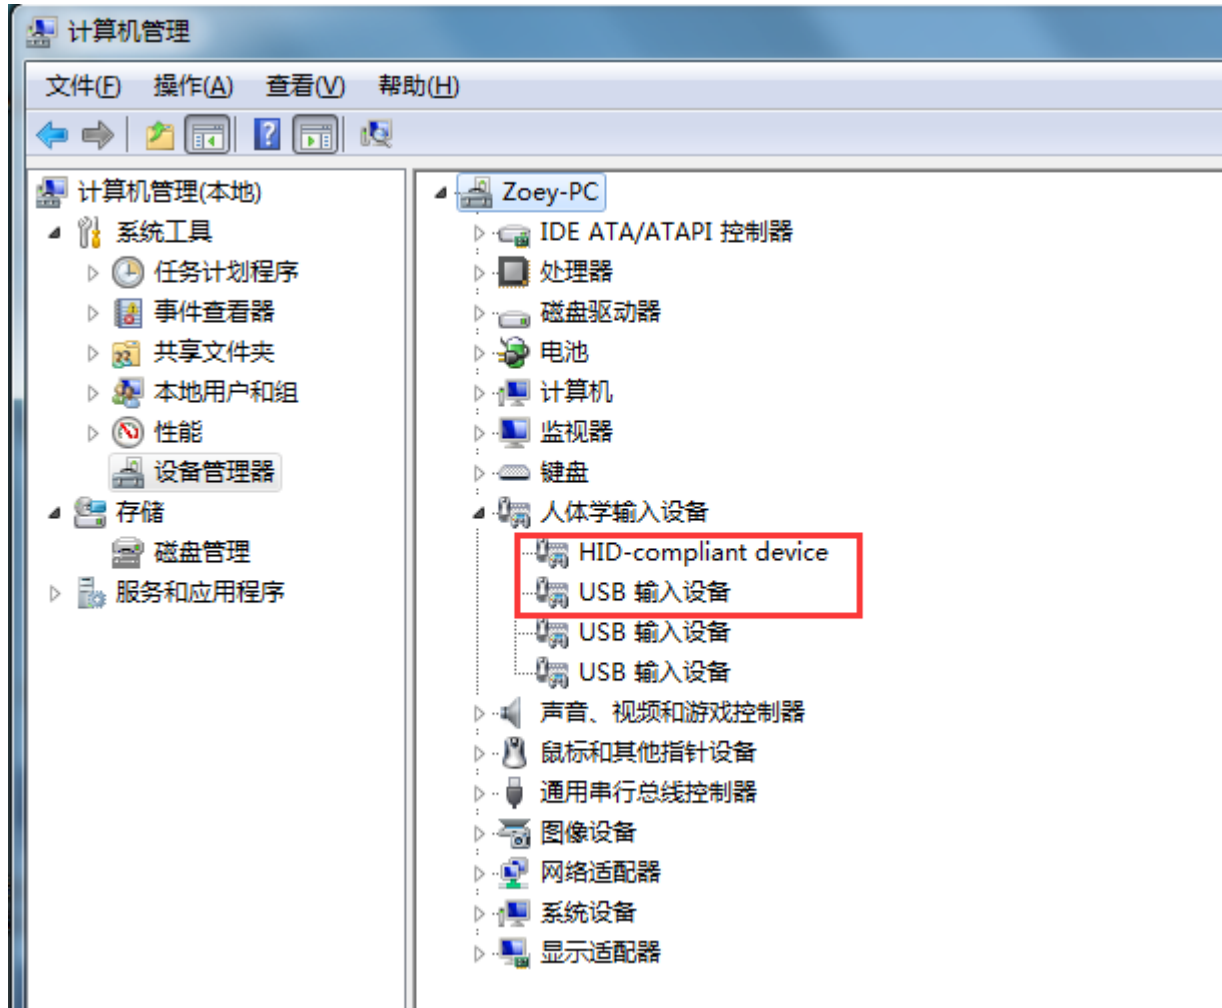 计算机管理
文件(F) 操作(A) 查看(V) 帮助(H)
计算机管理(本地)
系统工具
任务计划程序
事件查看器
共享文件夹
本地用户和组
性能
设备管理器
存储
磁盘管理
服务和应用程序
Zoey-PC
IDE ATA/ATAPI 控制器
处理器
磁盘驱动器
电池
计算机
监视器
键盘
人体学输入设备
HID-compliant device
USB 输入设备
USB 输入设备
USB 输入设备
声音、视频和游戏控制器
鼠标和其他指针设备
通用串行总线控制器
图像设备
网络适配器
系统设备
显示适配器